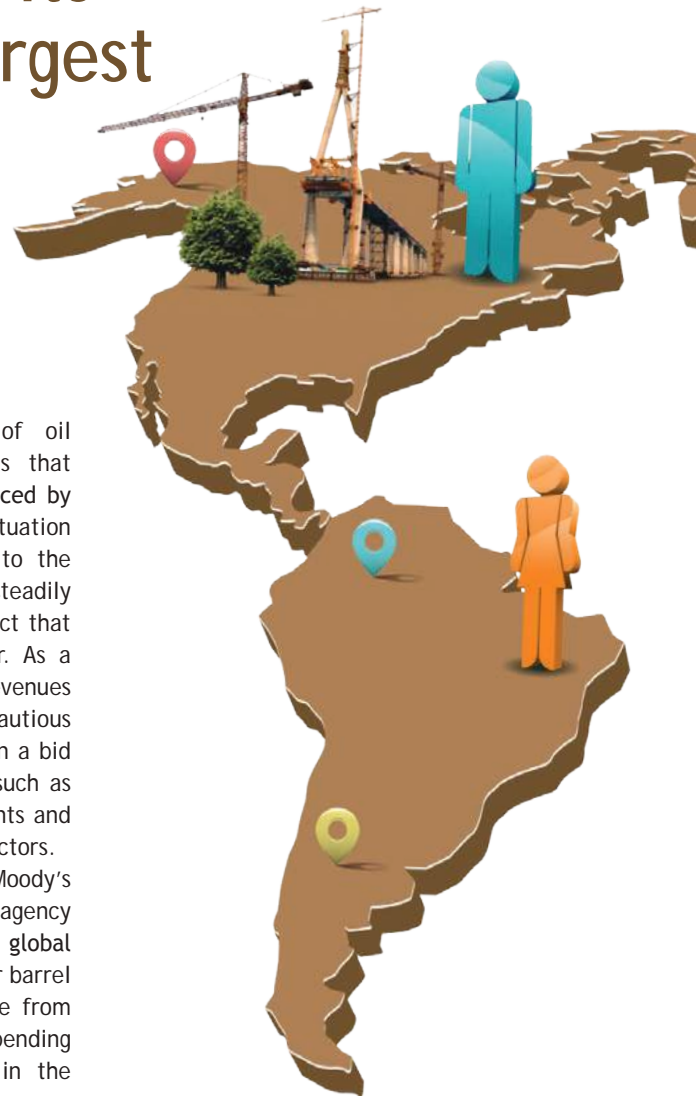 rgest
of oil
s that
ced by
tuation
to the
teadily
ct that
r. As a
venues
autious
n a bid
such as
nts and
ctors.
Moody's
agency
global
r barrel
e from
pending
in the